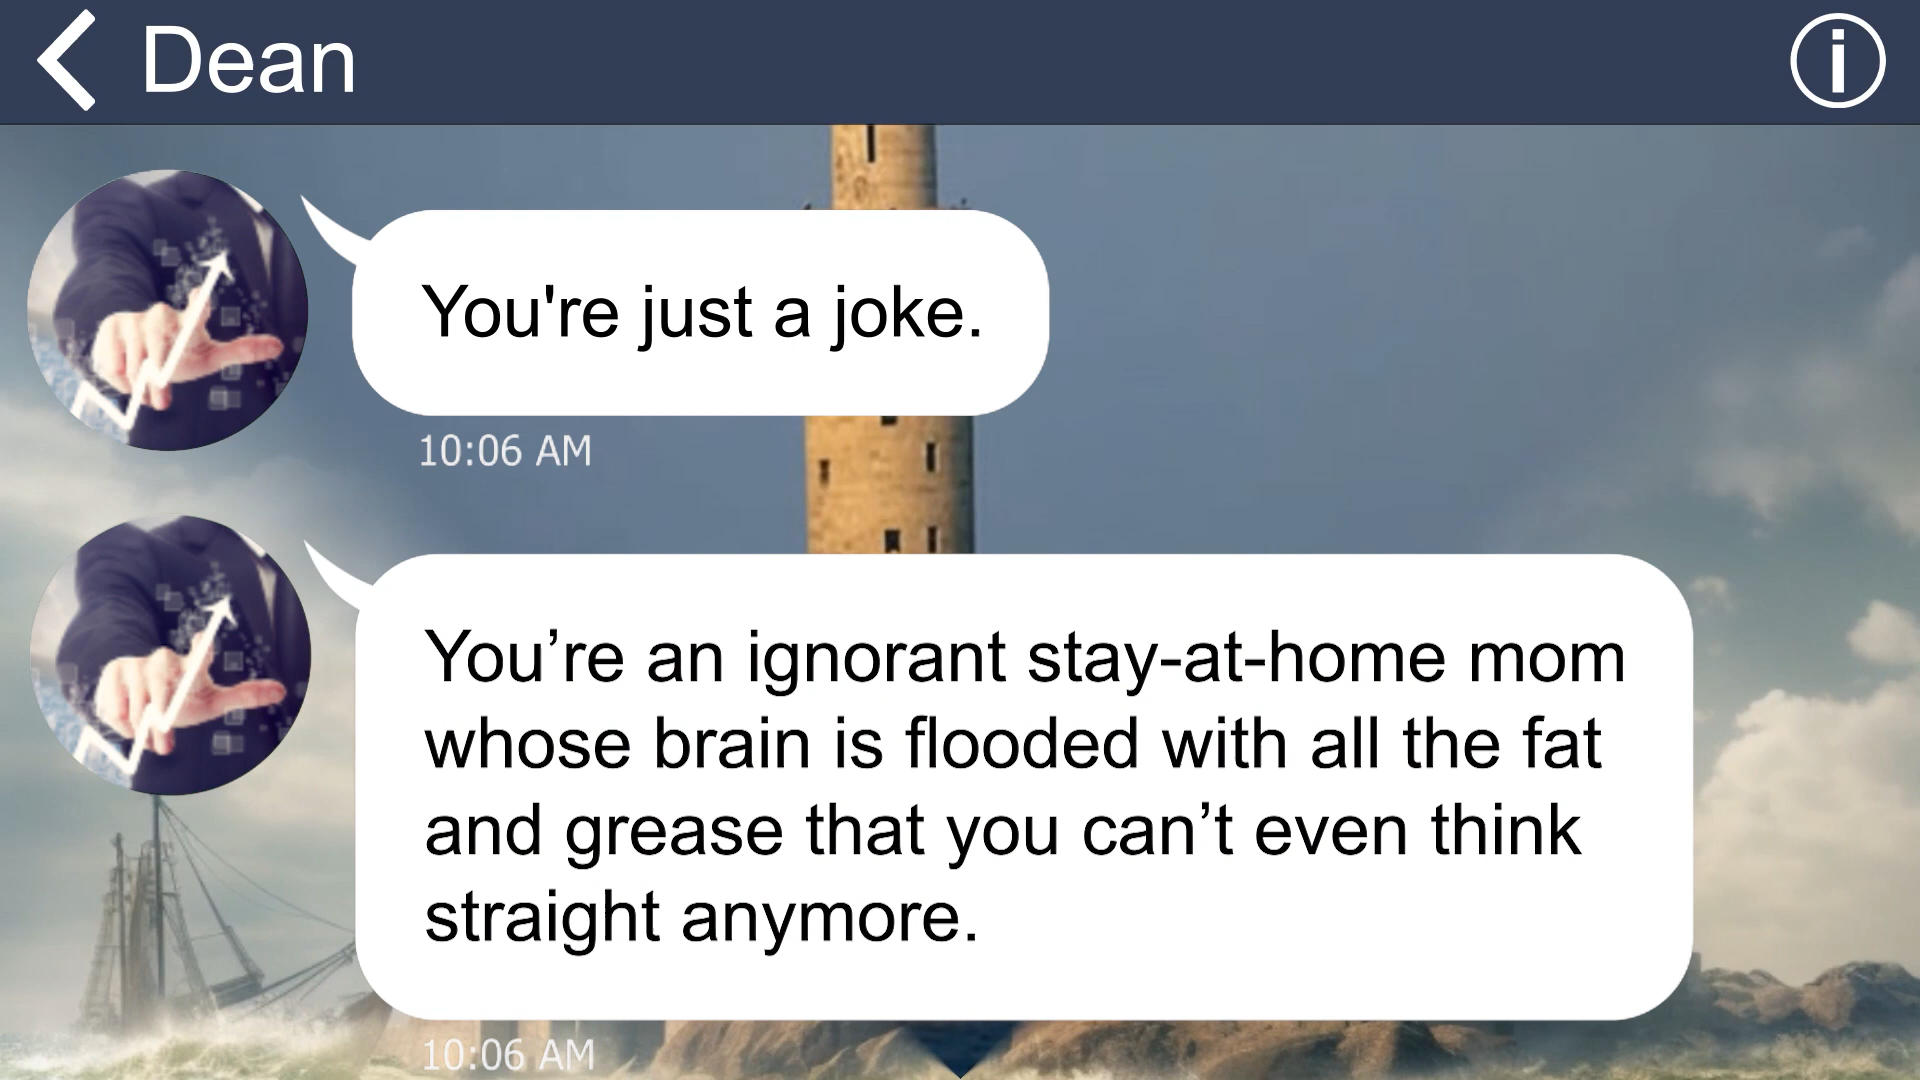 Dean
You're just a joke.
10:06 AM
You’re an ignorant stay-at-home mom
whose brain is flooded with all the fat
and grease that you can’t even think
straight anymore.
10:06 AM